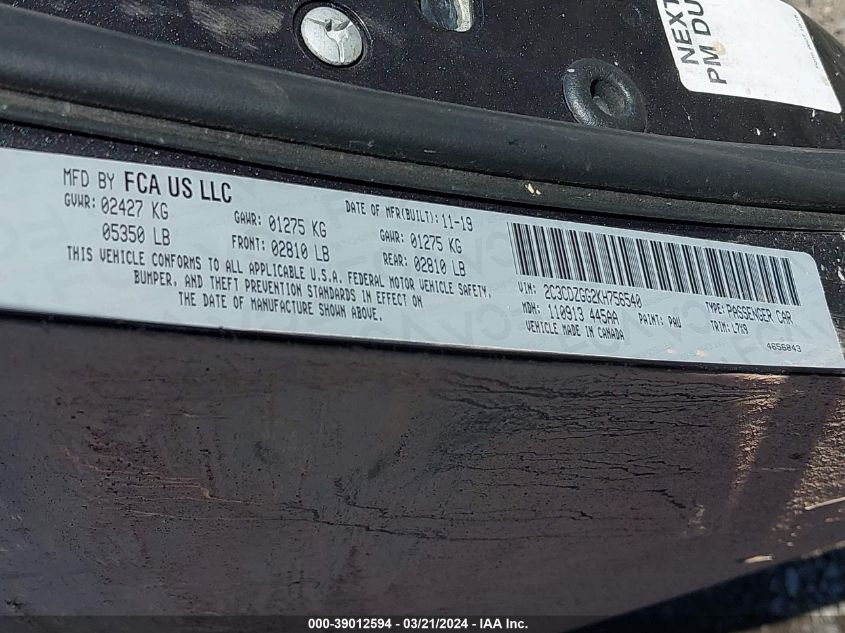 NEXT
PM DU
MFD BY FCA US LLC
GVWR: 02427 KG
05350 LB
GAWR: 01275 KG
FRONT: 02810 LB
DATE OF MFR(BUILT): 11-19
GAWR: 01275 KG
REAR: 02810 LB
THIS VEHICLE CONFORMS TO ALL APPLICABLE U.S.A. FEDERAL MOTOR VEHICLE SAFETY,
BUMPER, AND THEFT PREVENTION STANDARDS IN EFFECT ON
THE DATE OF MANUFACTURE SHOWN ABOVE.
VIN: 2C3CDZGG2KH756540
TYPE: PASSENGER CAR
MDH: 110913 445AA
PAINT: PAU
TRIM: L7X9
VEHICLE MADE IN CANADA
4656043
000-39012594 - 03/21/2024 - IAA Inc.